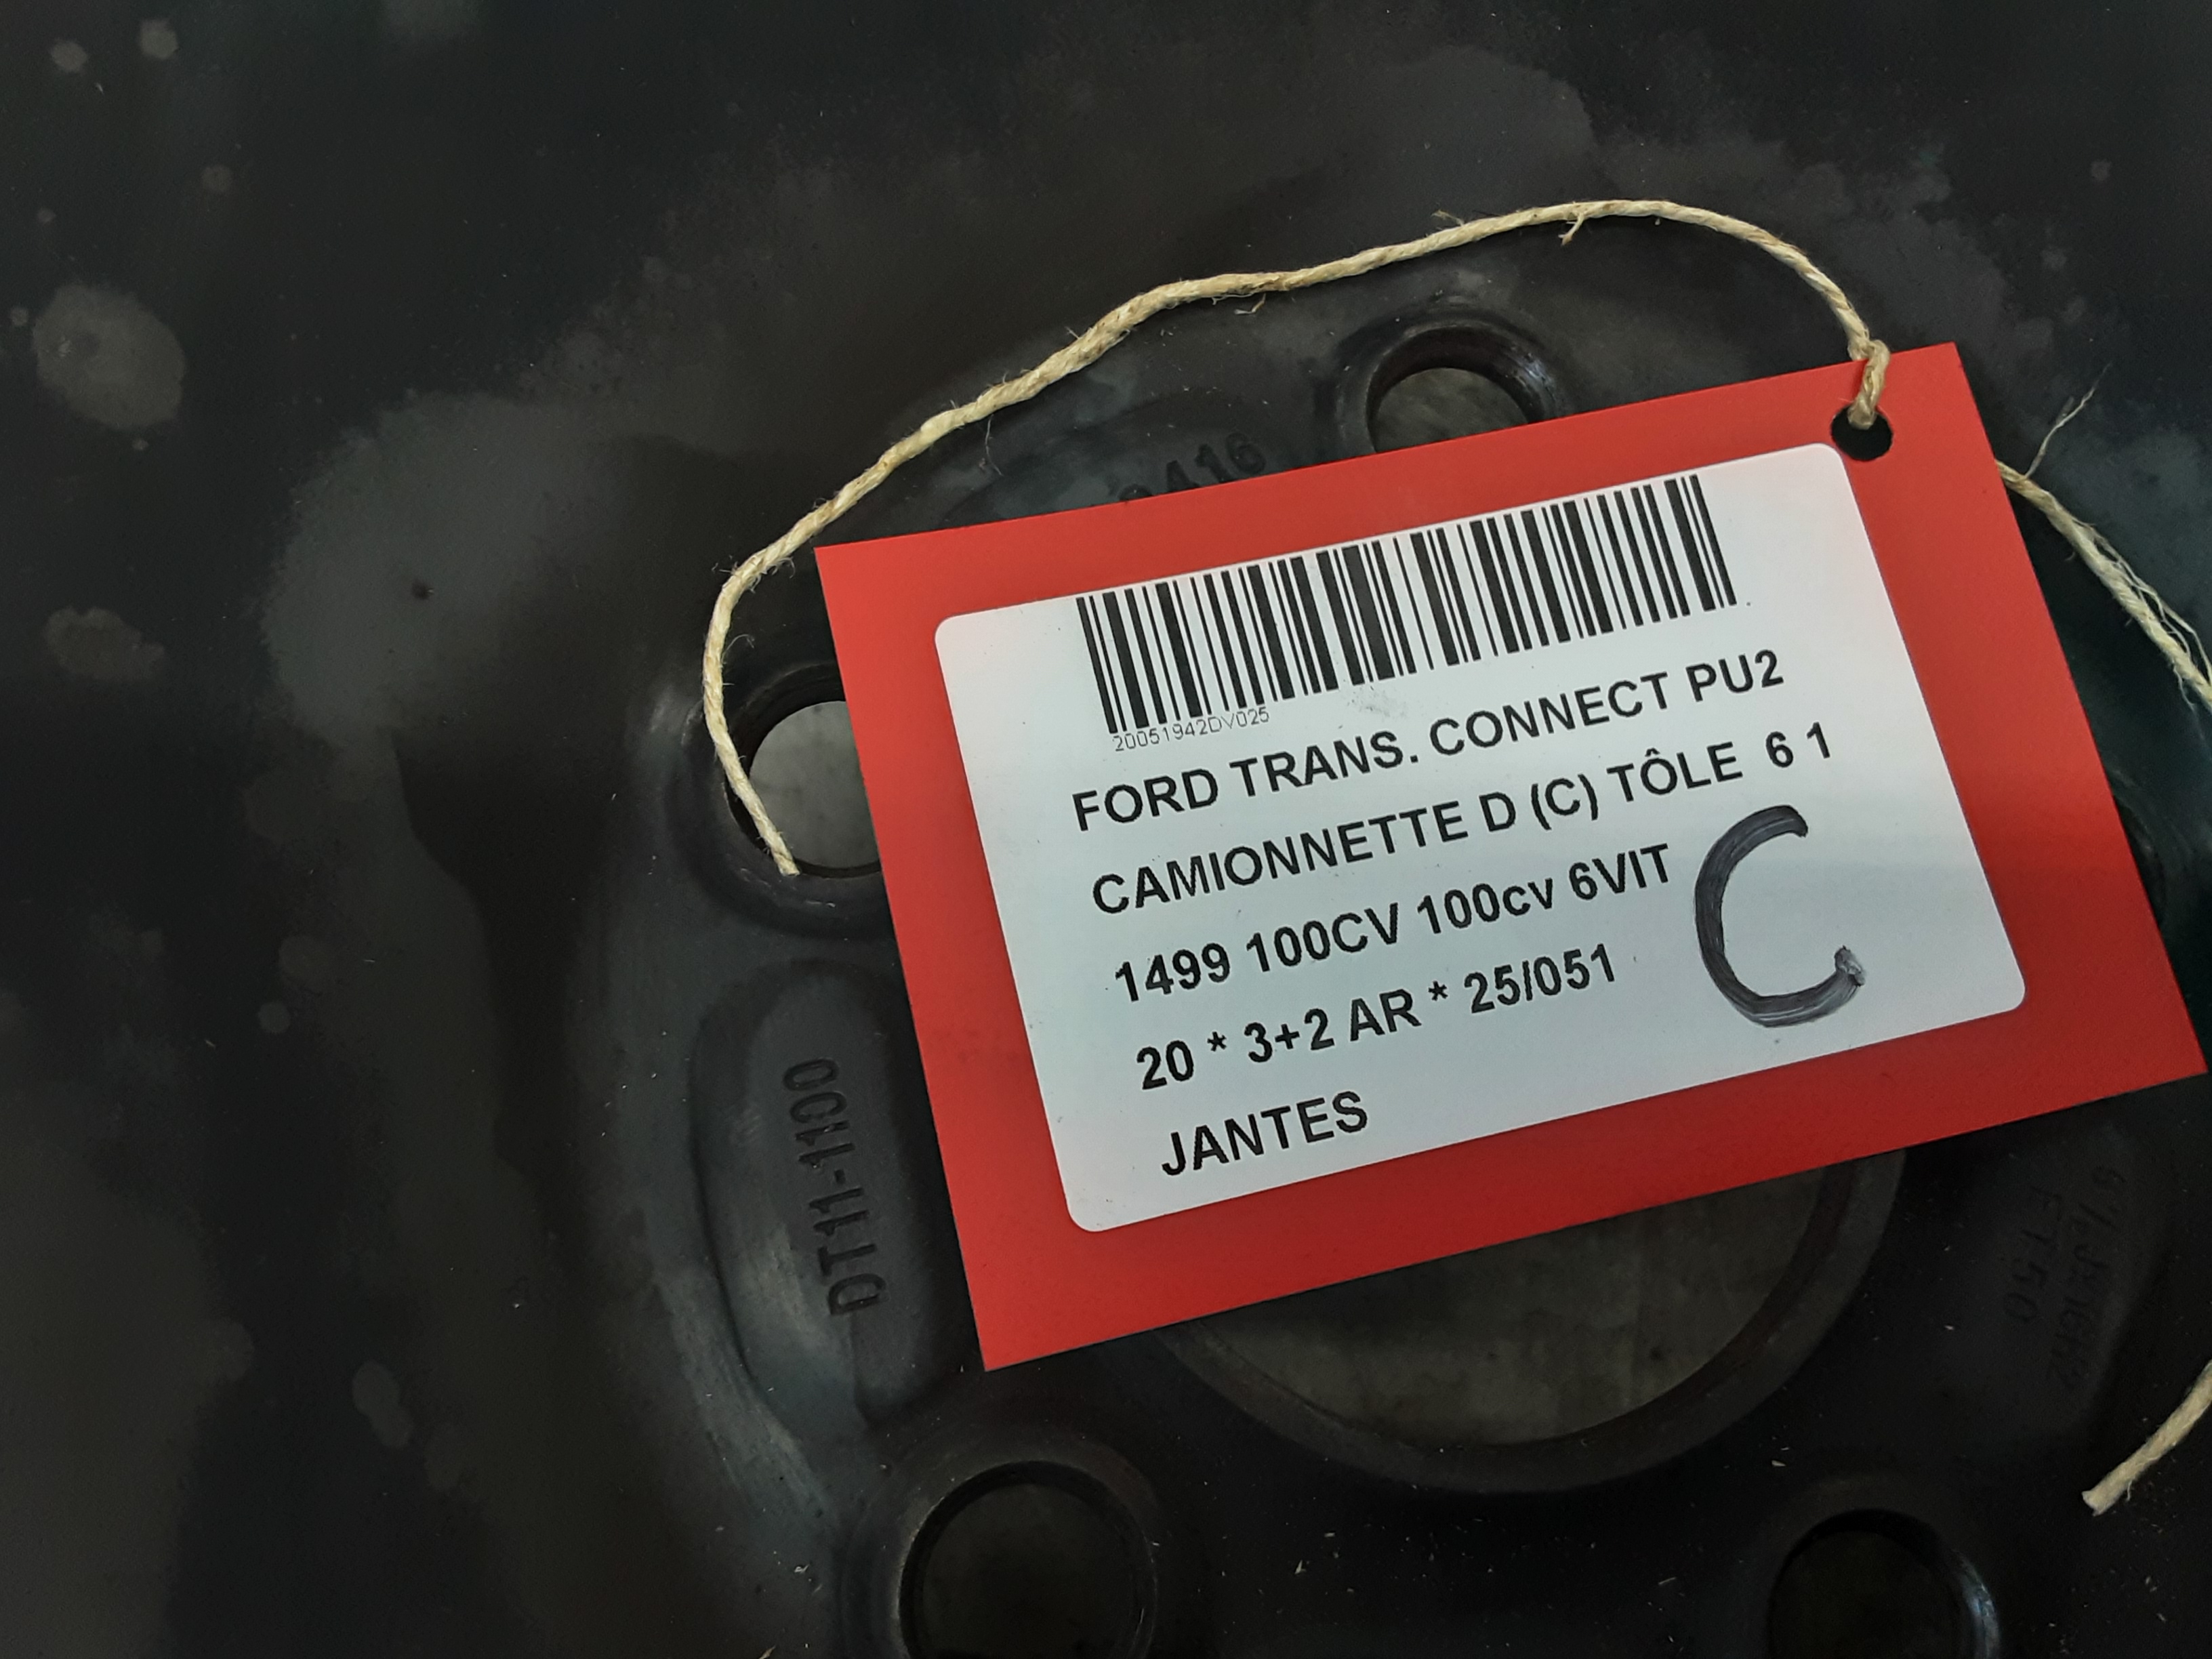 416
20051942DV025
FORD TRANS. CONNECT PU2
CAMIONNETTE D (C) TÔLE 6 1
1499 100CV 100cv 6VIT
20 * 3+2 AR * 25/051
JANTES
C
DT11-1100